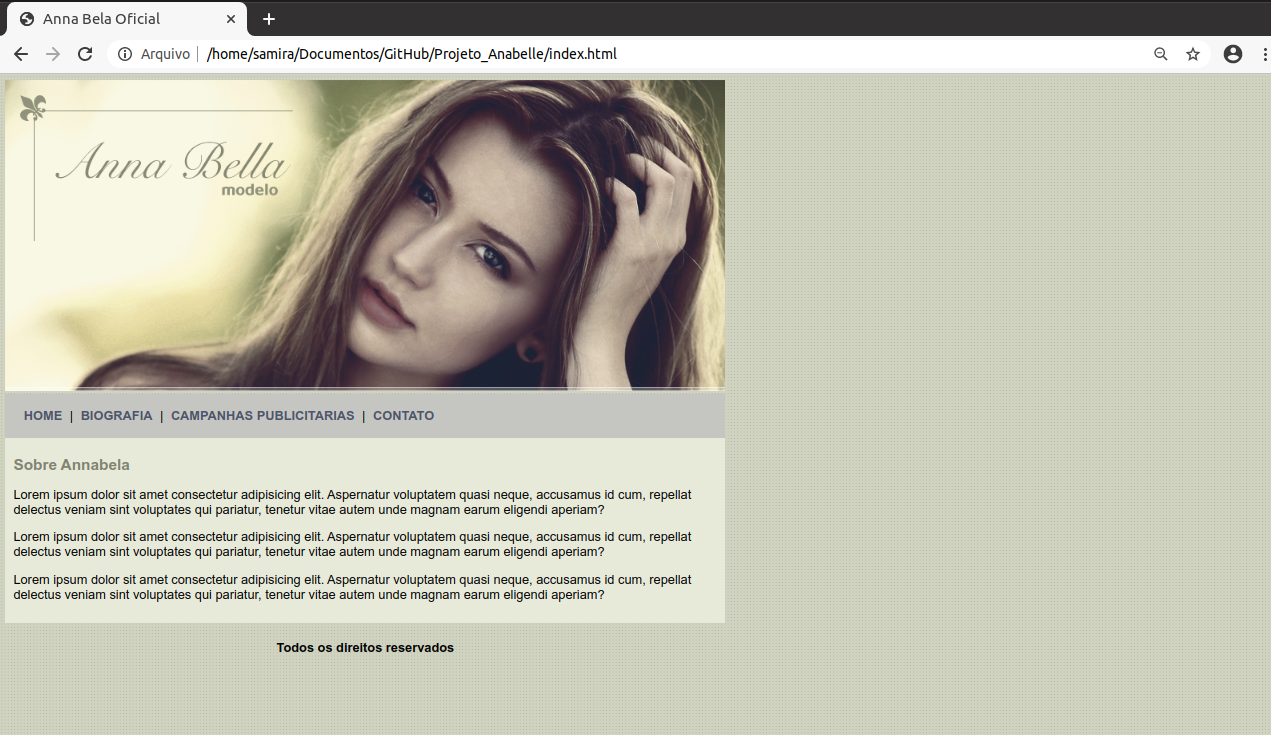 Anna Bela Oficial
Arquivo | /home/samira/Documentos/GitHub/Projeto_Anabelle/index.html
Anna Bella
modelo
HOME | BIOGRAFIA | CAMPANHAS PUBLICITARIAS | CONTATO
Sobre Annabela
Lorem ipsum dolor sit amet consectetur adipisicing elit. Aspernatur voluptatem quasi neque, accusamus id cum, repellat
delectus veniam sint voluptates qui pariatur, tenetur vitae autem unde magnam earum eligendi aperiam?
Lorem ipsum dolor sit amet consectetur adipisicing elit. Aspernatur voluptatem quasi neque, accusamus id cum, repellat
delectus veniam sint voluptates qui pariatur, tenetur vitae autem unde magnam earum eligendi aperiam?
Lorem ipsum dolor sit amet consectetur adipisicing elit. Aspernatur voluptatem quasi neque, accusamus id cum, repellat
delectus veniam sint voluptates qui pariatur, tenetur vitae autem unde magnam earum eligendi aperiam?
Todos os direitos reservados